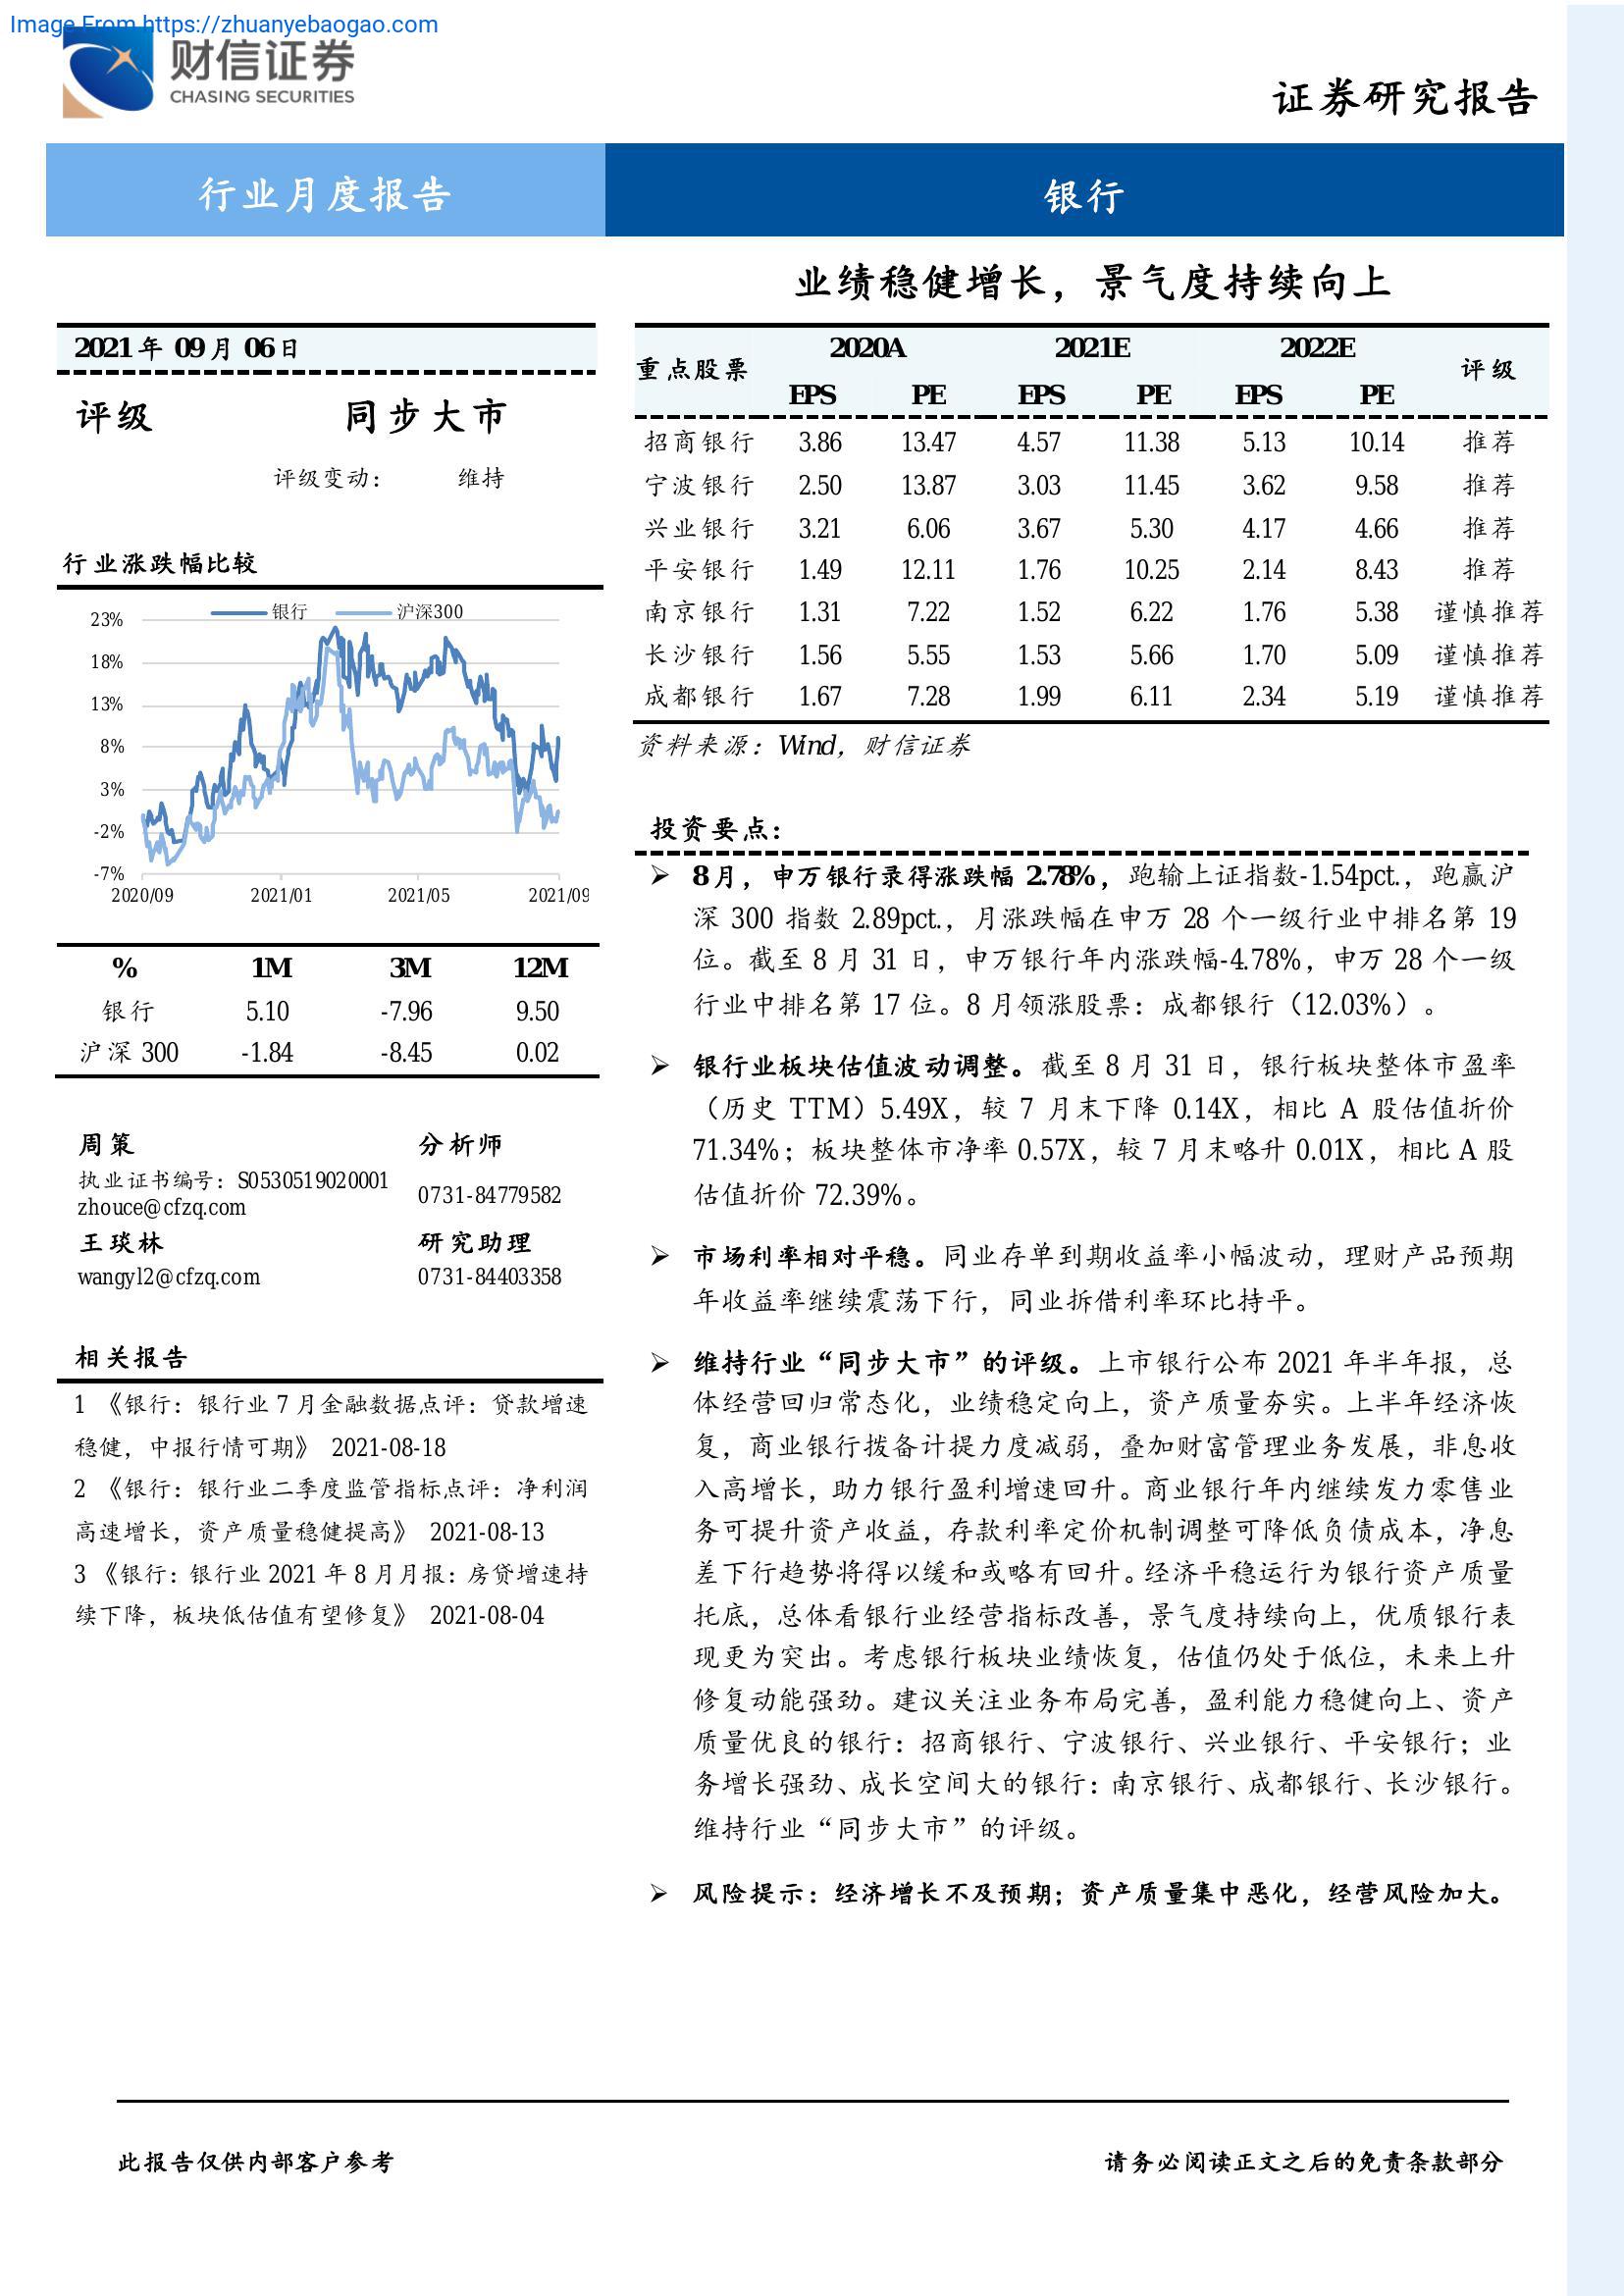 Image From https://zhuanyebaogao.com
财信证券
CHASING SECURITIES
证券研究报告
行业月度报告
银行
业绩稳健增长，景气度持续向上
2021 年 09 月 06 日
评级 同步大市
评级变动： 维持
行业涨跌幅比较
银行 沪深300
23%
18%
13%
8%
3%
-2%
-7%
2020/09 2021/01 2021/05 2021/09
% 1M 3M 12M
银行 5.10 -7.96 9.50
沪深 300 -1.84 -8.45 0.02
周策 分析师
执业证书编号：S0530519020001
zhouce@cfzq.com 0731-84779582
王琰林 研究助理
wangyl2@cfzq.com 0731-84403358
相关报告
1 《银行：银行业 7 月金融数据点评：贷款增速
稳健，中报行情可期》 2021-08-18
2 《银行：银行业二季度监管指标点评：净利润
高速增长，资产质量稳健提高》 2021-08-13
3 《银行：银行业 2021 年 8 月月报：房贷增速持
续下降，板块低估值有望修复》 2021-08-04
重点股票 2020A 2021E 2022E 评级
EPS PE EPS PE EPS PE
招商银行 3.86 13.47 4.57 11.38 5.13 10.14 推荐
宁波银行 2.50 13.87 3.03 11.45 3.62 9.58 推荐
兴业银行 3.21 6.06 3.67 5.30 4.17 4.66 推荐
平安银行 1.49 12.11 1.76 10.25 2.14 8.43 推荐
南京银行 1.31 7.22 1.52 6.22 1.76 5.38 谨慎推荐
长沙银行 1.56 5.55 1.53 5.66 1.70 5.09 谨慎推荐
成都银行 1.67 7.28 1.99 6.11 2.34 5.19 谨慎推荐
资料来源：Wind，财信证券
投资要点：
➢ 8 月，申万银行录得涨跌幅 2.78%，跑输上证指数-1.54pct.，跑赢沪
深 300 指数 2.89pct.，月涨跌幅在申万 28 个一级行业中排名第 19
位。截至 8 月 31 日，申万银行年内涨跌幅-4.78%，申万 28 个一级
行业中排名第 17 位。8 月领涨股票：成都银行（12.03%）。
➢ 银行业板块估值波动调整。截至 8 月 31 日，银行板块整体市盈率
（历史 TTM）5.49X，较 7 月末下降 0.14X，相比 A 股估值折价
71.34%；板块整体市净率 0.57X，较 7 月末略升 0.01X，相比 A 股
估值折价 72.39%。
➢ 市场利率相对平稳。同业存单到期收益率小幅波动，理财产品预期
年收益率继续震荡下行，同业拆借利率环比持平。
➢ 维持行业“同步大市”的评级。上市银行公布 2021 年半年报，总
体经营回归常态化，业绩稳定向上，资产质量夯实。上半年经济恢
复，商业银行拨备计提力度减弱，叠加财富管理业务发展，非息收
入高增长，助力银行盈利增速回升。商业银行年内继续发力零售业
务可提升资产收益，存款利率定价机制调整可降低负债成本，净息
差下行趋势将得以缓和或略有回升。经济平稳运行为银行资产质量
托底，总体看银行业经营指标改善，景气度持续向上，优质银行表
现更为突出。考虑银行板块业绩恢复，估值仍处于低位，未来上升
修复动能强劲。建议关注业务布局完善，盈利能力稳健向上、资产
质量优良的银行：招商银行、宁波银行、兴业银行、平安银行；业
务增长强劲、成长空间大的银行：南京银行、成都银行、长沙银行。
维持行业“同步大市”的评级。
➢ 风险提示：经济增长不及预期；资产质量集中恶化，经营风险加大。
此报告仅供内部客户参考
请务必阅读正文之后的免责条款部分